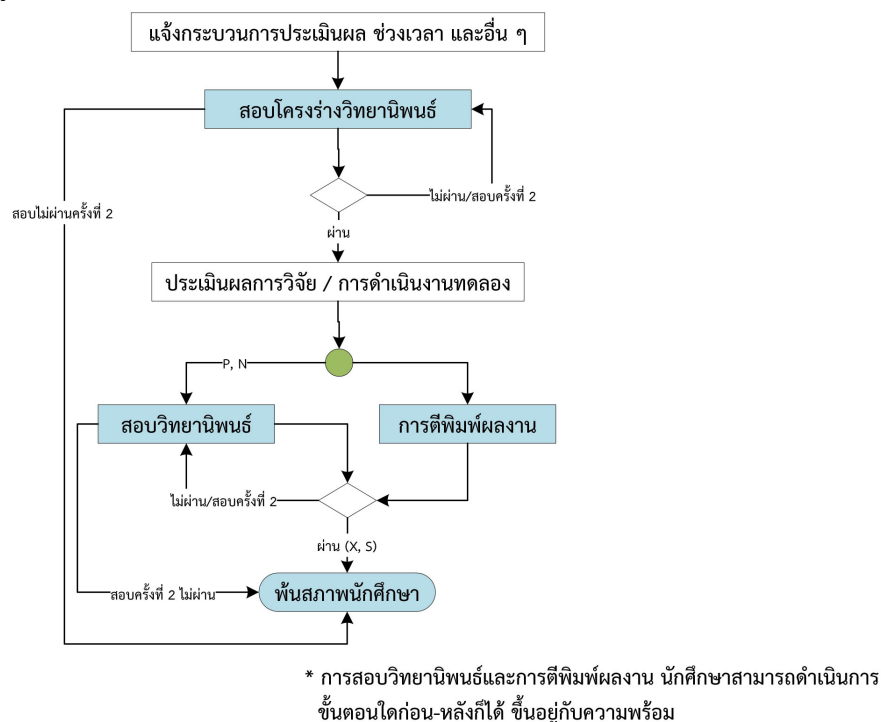 แจ้งกระบวนการประเมินผล ช่วงเวลา และอื่น ๆ
สอบโครงร่างวิทยานิพนธ์
ไม่ผ่าน/สอบครั้งที่ 2
สอบไม่ผ่านครั้งที่ 2
ผ่าน
ประเมินผลการวิจัย / การดำเนินงานทดลอง
P, N
สอบวิทยานิพนธ์
การตีพิมพ์ผลงาน
ไม่ผ่าน/สอบครั้งที่ 2
ผ่าน (X, S)
สอบครั้งที่ 2 ไม่ผ่าน
พ้นสภาพนักศึกษา
* การสอบวิทยานิพนธ์และการตีพิมพ์ผลงาน นักศึกษาสามารถดำเนินการ
ขั้นตอนใดก่อน-หลังก็ได้ ขึ้นอยู่กับความพร้อม